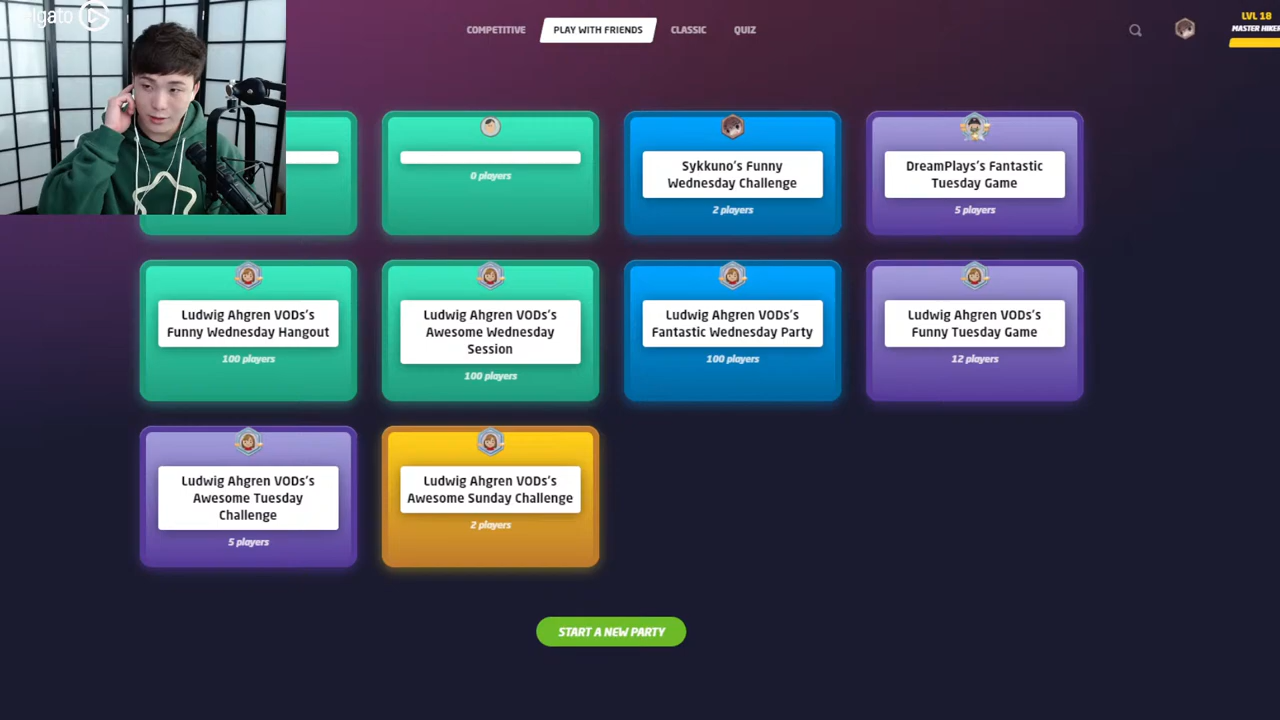 elgato
COMPETITIVE
PLAY WITH FRIENDS
CLASSIC
QUIZ
LVL 18
MASTER HIKER
0 players
Sykkuno's Funny
Wednesday Challenge
2 players
DreamPlays's Fantastic
Tuesday Game
5 players
Ludwig Ahgren VODs's
Funny Wednesday Hangout
100 players
Ludwig Ahgren VODs's
Awesome Wednesday
Session
100 players
Ludwig Ahgren VODs's
Fantastic Wednesday Party
100 players
Ludwig Ahgren VODs's
Funny Tuesday Game
12 players
Ludwig Ahgren VODs's
Awesome Tuesday
Challenge
5 players
Ludwig Ahgren VODs's
Awesome Sunday Challenge
2 players
START A NEW PARTY